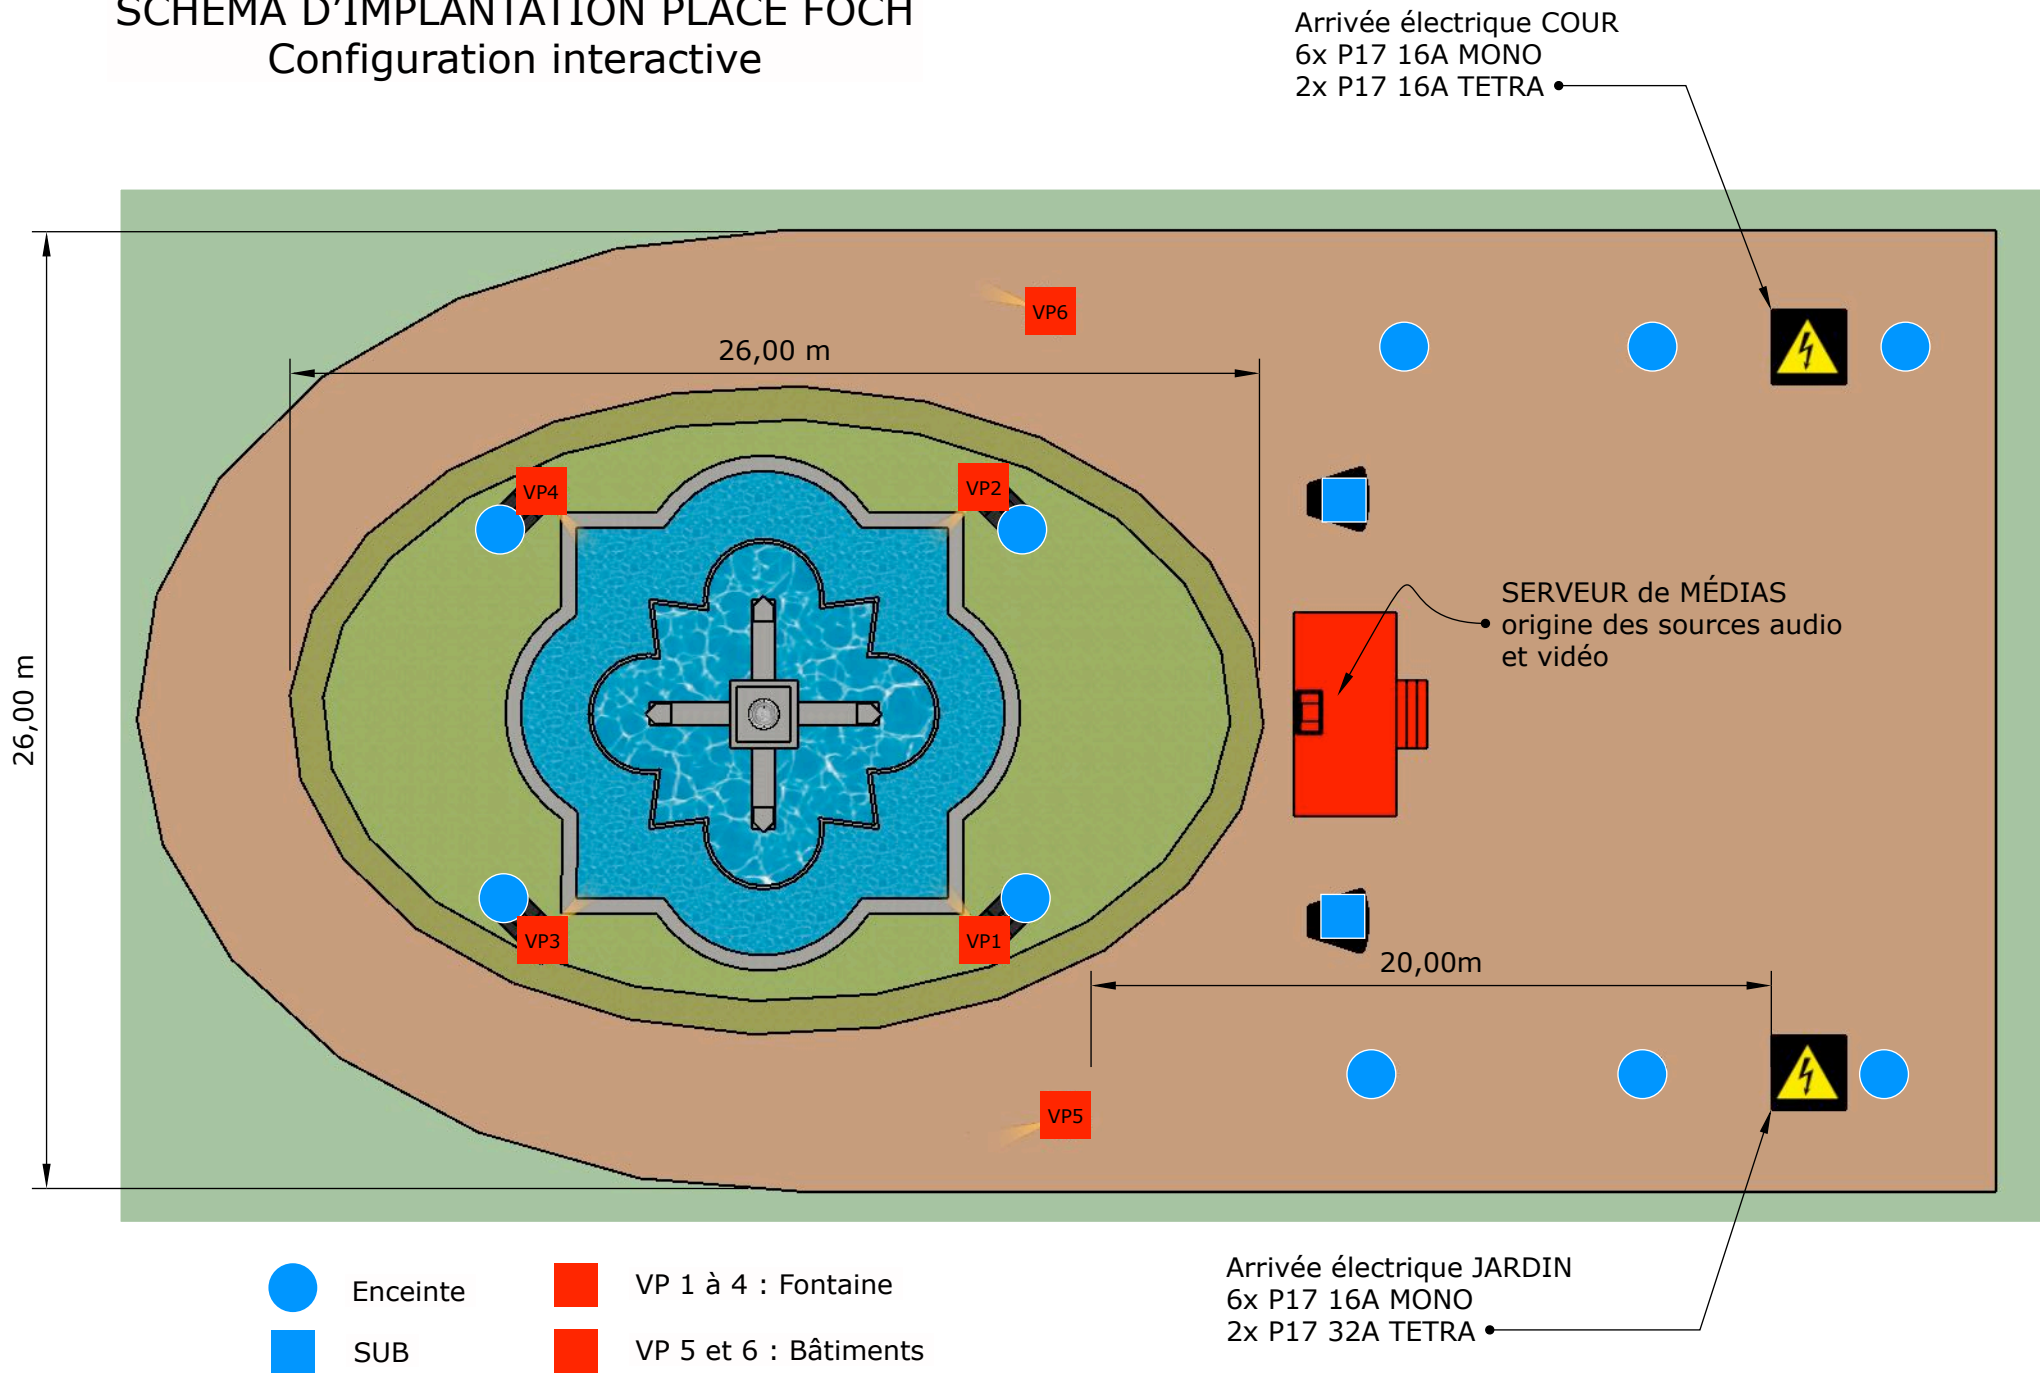 SCHEMA D'IMPLANTATION PLACE FOCH
Configuration interactive
Arrivée électrique COUR
6x P17 16A MONO
2x P17 16A TETRA
VP6
26,00 m
VP4
VP2
SERVEUR de MÉDIAS
origine des sources audio
et vidéo
26,00 m
VP3
VP1
20,00m
VP5
Enceinte
VP 1 à 4 : Fontaine
SUB
VP 5 et 6 : Bâtiments
Arrivée électrique JARDIN
6x P17 16A MONO
2x P17 32A TETRA